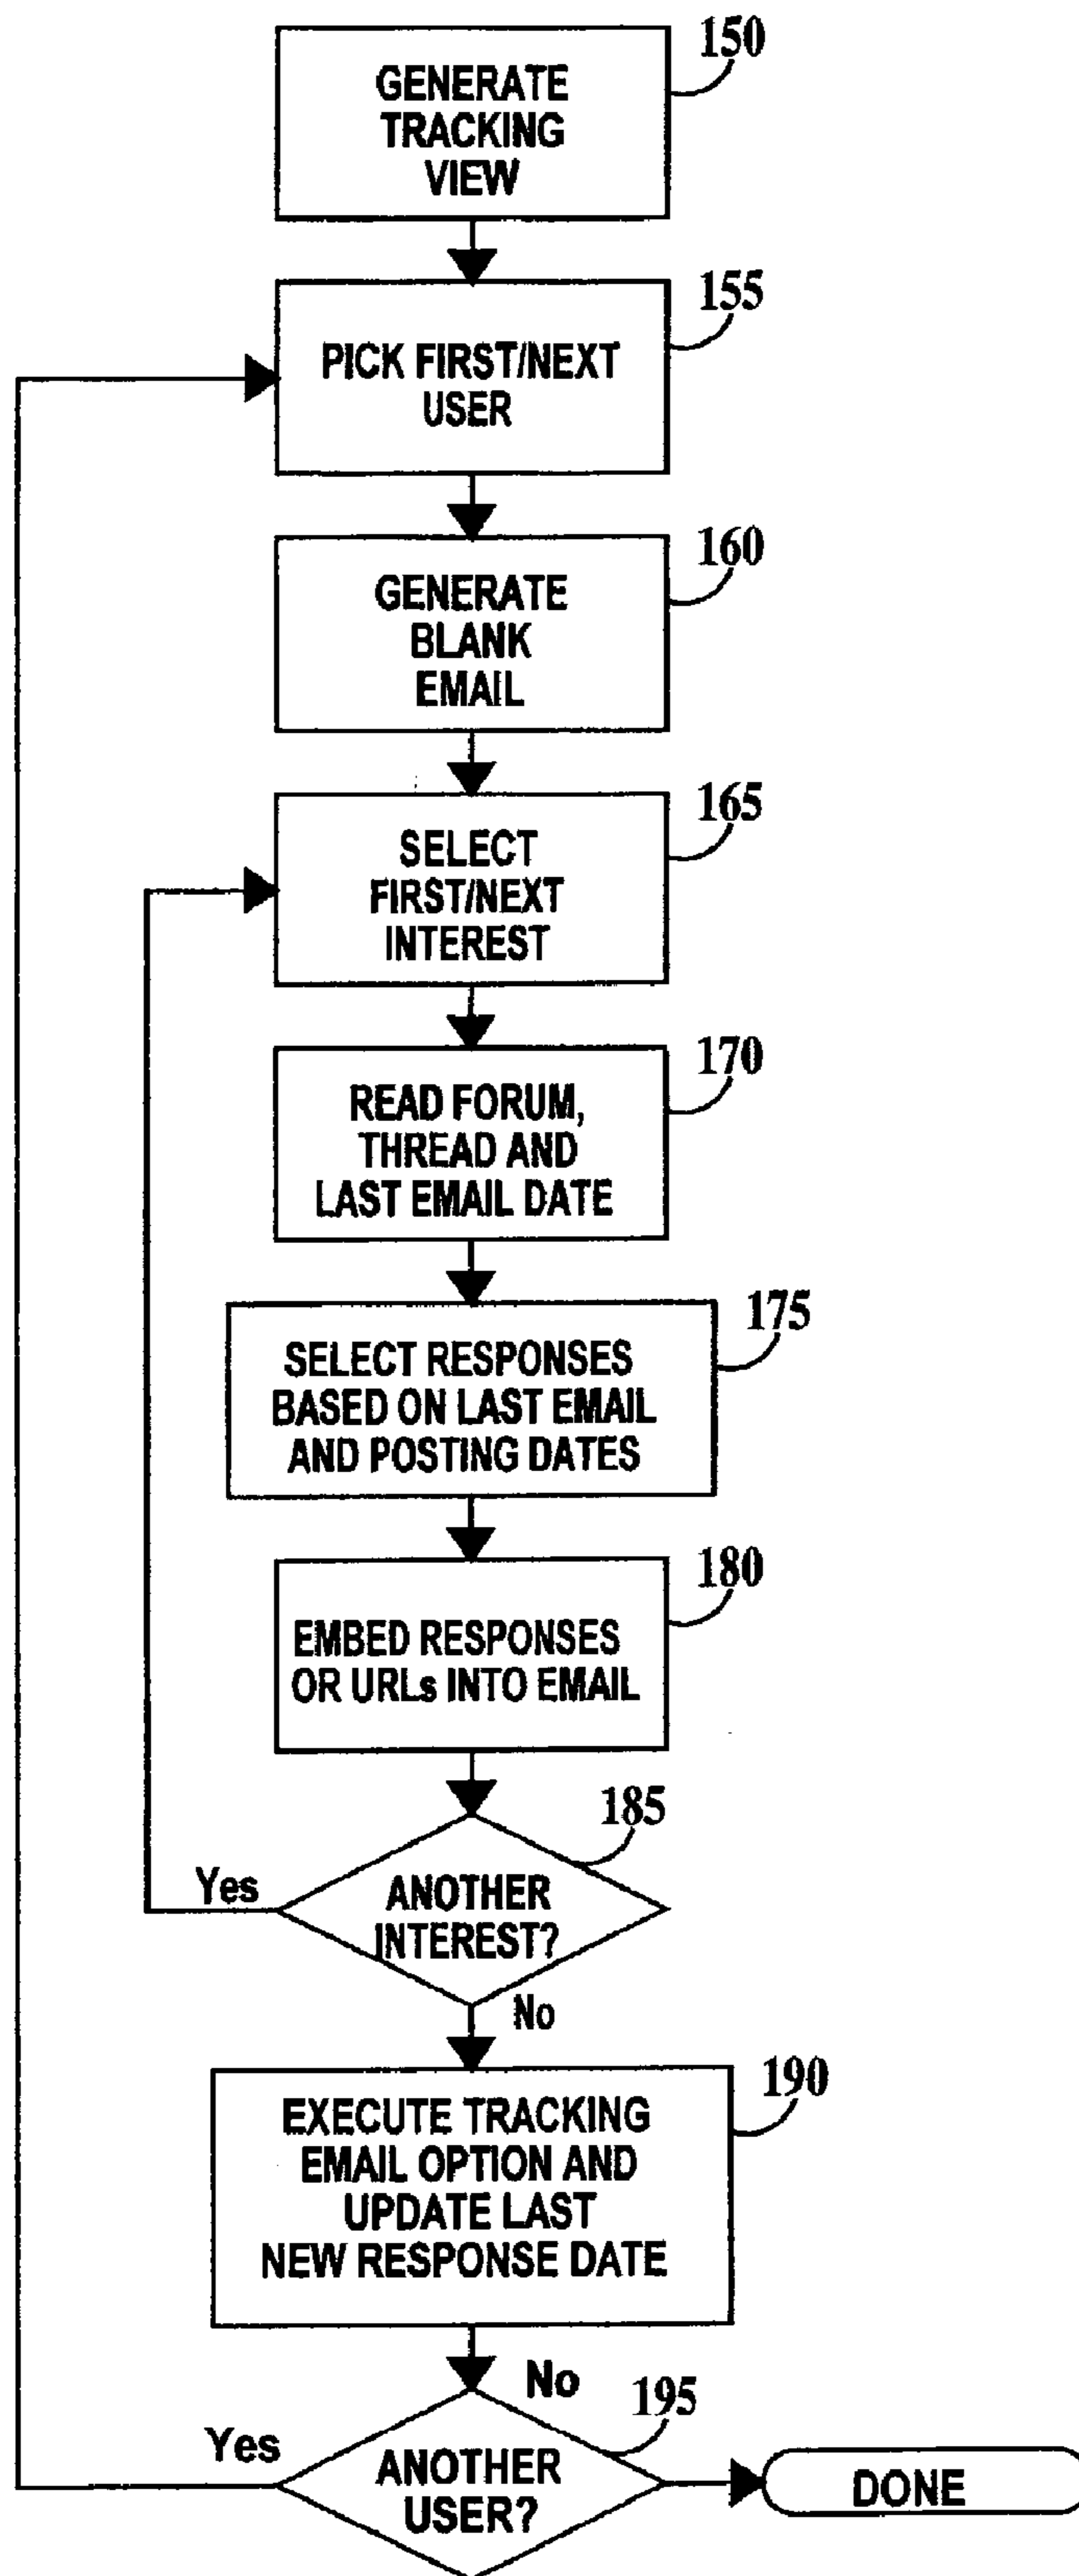 150
GENERATE
TRACKING
VIEW
155
PICK FIRST/NEXT
USER
160
GENERATE
BLANK
EMAIL
165
SELECT
FIRST/NEXT
INTEREST
170
READ FORUM,
THREAD AND
LAST EMAIL DATE
175
SELECT RESPONSES
BASED ON LAST EMAIL
AND POSTING DATES
180
EMBED RESPONSES
OR URLs INTO EMAIL
185
Yes
ANOTHER
INTEREST?
No
190
EXECUTE TRACKING
EMAIL OPTION AND
UPDATE LAST
NEW RESPONSE DATE
No
195
Yes
ANOTHER
USER?
DONE